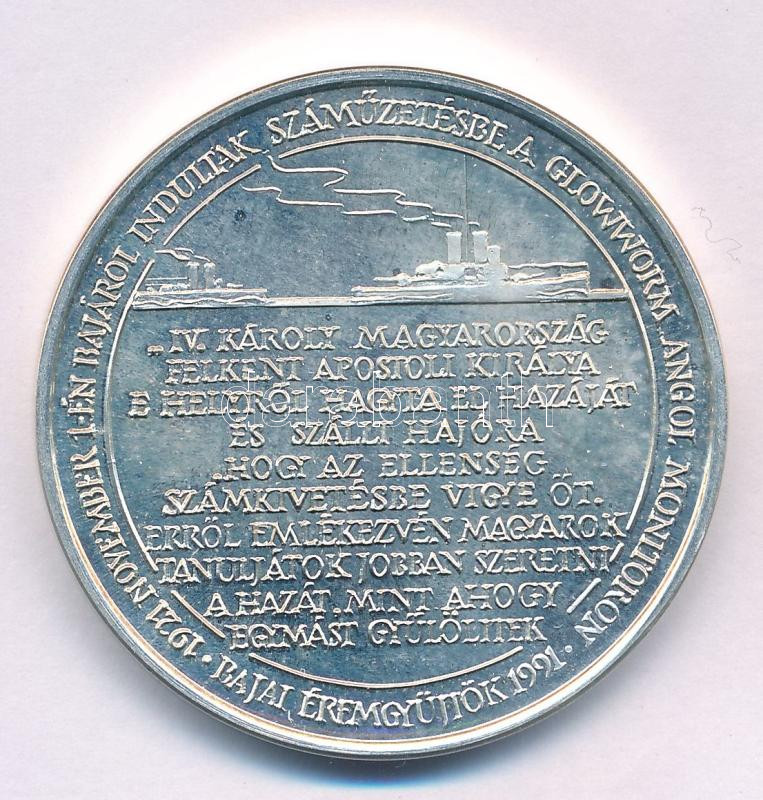 1921 NOVEMBER 1-ÉN BAJÁRÓL INDULTAK SZÁMŰZETÉSBE A GLOWWORM ANGOL MONITORON
„IV. KÁROLY MAGYARORSZÁG
FELKENT APOSTOLI KIRÁLYA
E HELYRŐL HAGYTA EL HAZÁJÁT
ÉS SZÁLLT HAJÓRA
„HOGY AZ ELLENSÉG„
SZÁMKIVETÉSBE VIGYE ŐT.
ERRŐL EMLÉKEZVÉN MAGYAROK
TANULJÁTOK JOBBAN SZERETNI
A HAZÁT, MINT AHOGY
EGYMÁST GYŰLÖLITEK
• BAJAI ÉREMGYŰJTŐK 1991 •